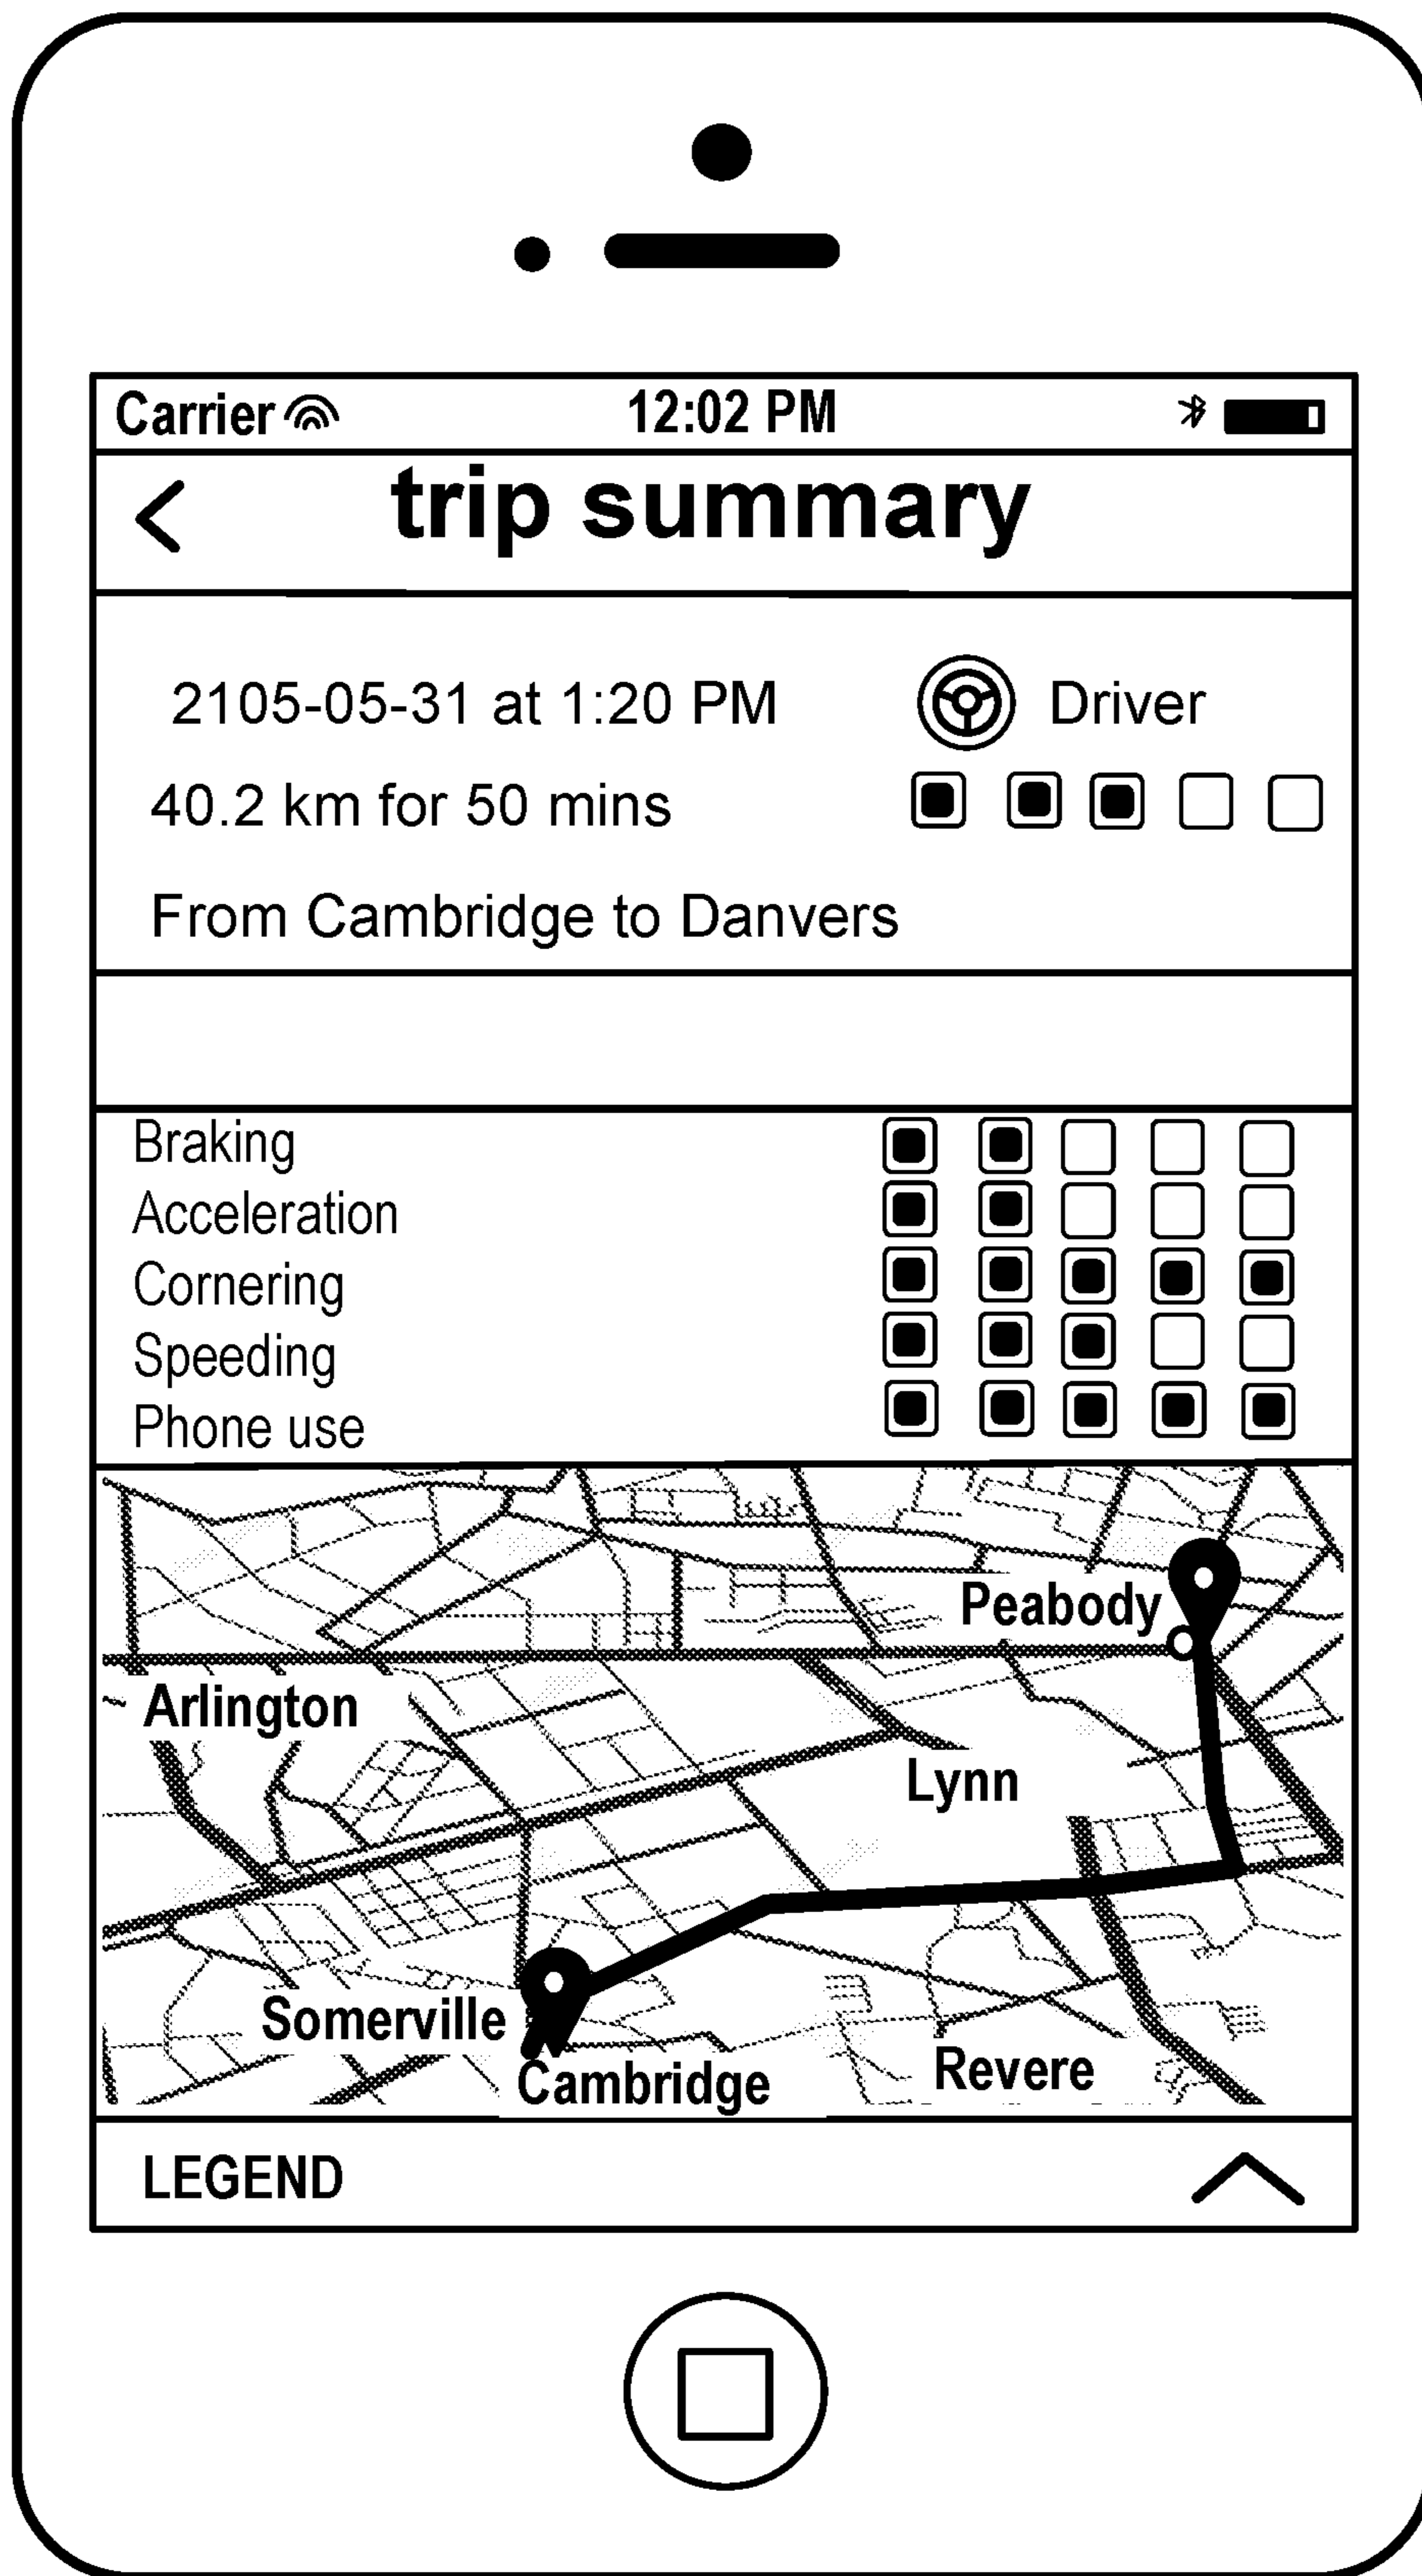 Carrier 12:02 PM
trip summary
2105-05-31 at 1:20 PM Driver
40.2 km for 50 mins
From Cambridge to Danvers
Braking
Acceleration
Cornering
Speeding
Phone use
Peabody
Arlington
Lynn
Somerville
Cambridge
Revere
LEGEND